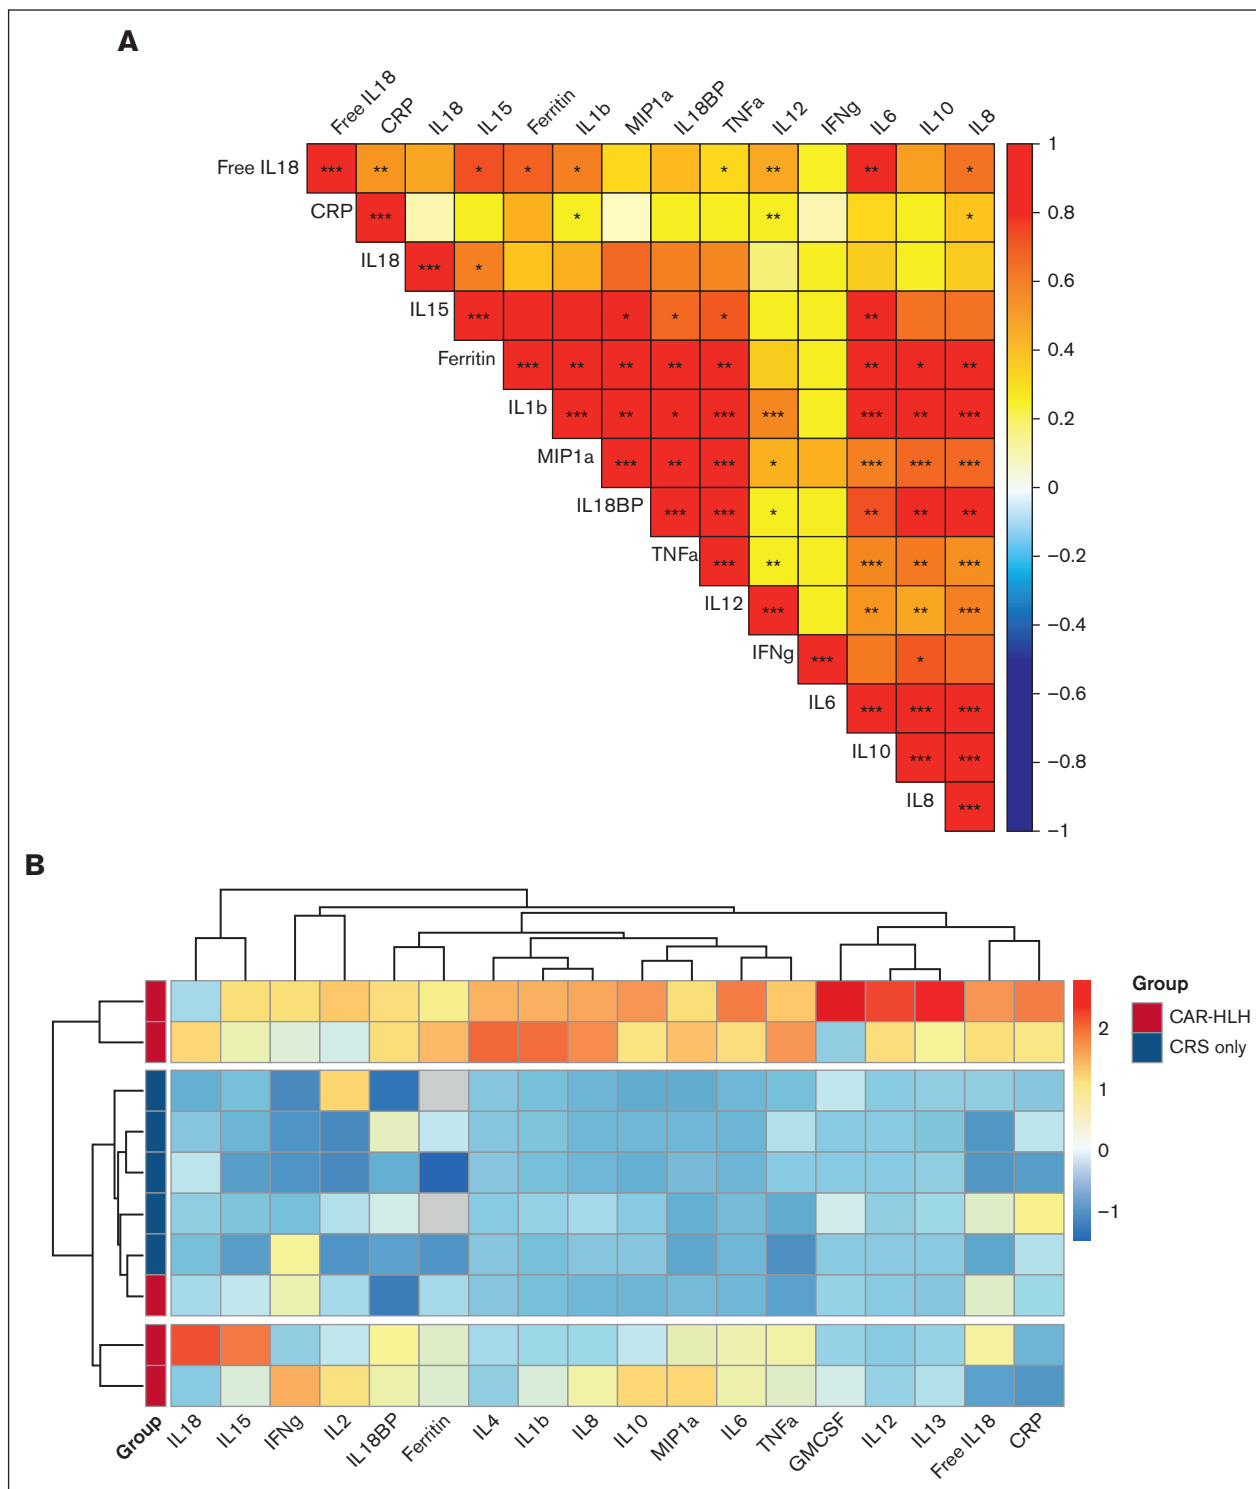 A
Free IL18 CRP IL18 IL15 Ferritin IL1b MIP1a IL18BP TNFa IL12 IFNg IL6 IL10 IL8
Free IL18 *** ** * * * * ** ** *
CRP *** * ** *
IL18 *** *
IL15 *** * * * **
Ferritin *** ** ** ** ** ** * **
IL1b *** ** * *** *** *** ** ***
MIP1a *** ** *** * *** *** ***
IL18BP *** *** * ** ** **
TNFa *** ** *** ** ***
IL12 *** ** ** ***
IFNg *** *
IL6 *** *** ***
IL10 *** ***
IL8 ***
1
0.8
0.6
0.4
0.2
0
−0.2
−0.4
−0.6
−0.8
−1
B
2
1
0
−1
Group
CAR-HLH
CRS only
Group IL18 IL15 IFNg IL2 IL18BP Ferritin IL4 IL1b IL8 IL10 MIP1a IL6 TNFa GMCSF IL12 IL13 Free IL18 CRP